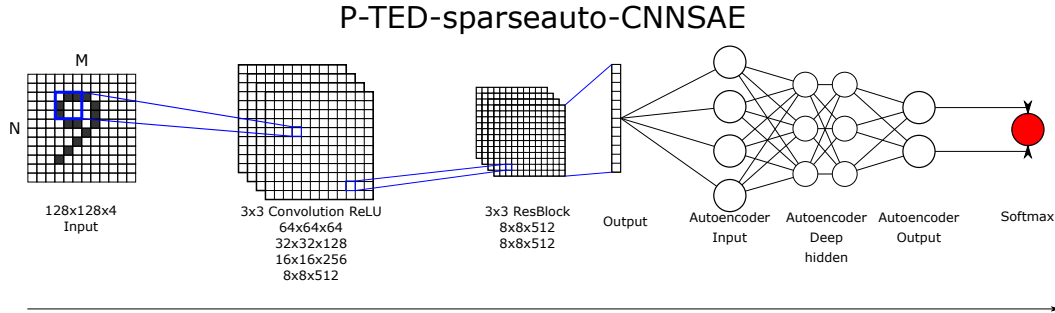 P-TED-sparseauto-CNNSAE
M
N
128x128x4
Input
3x3 Convolution ReLU
64x64x64
32x32x128
16x16x256
8x8x512
3x3 ResBlock
8x8x512
8x8x512
Output
Autoencoder
Input
Autoencoder
Deep
hidden
Autoencoder
Output
Softmax